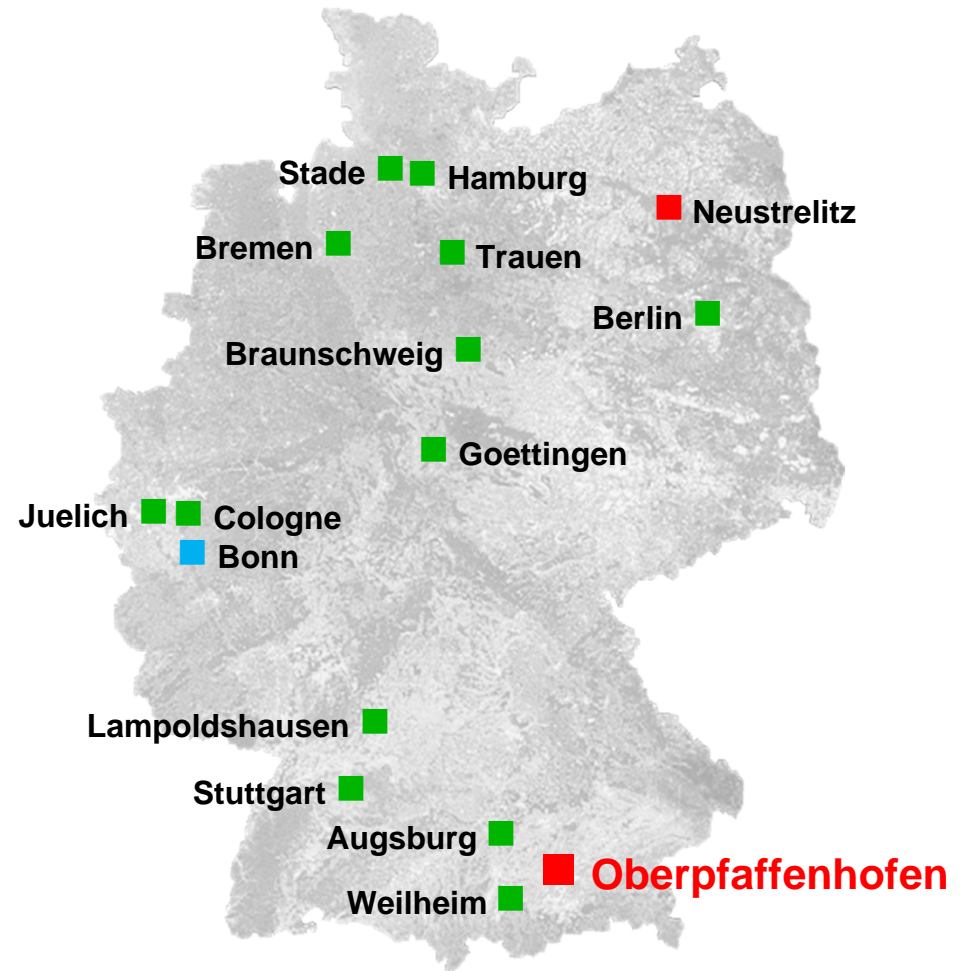 Stade
Hamburg
Neustrelitz
Bremen
Trauen
Berlin
Braunschweig
Goettingen
Juelich
Cologne
Bonn
Lampoldshausen
Stuttgart
Augsburg
Oberpfaffenhofen
Weilheim